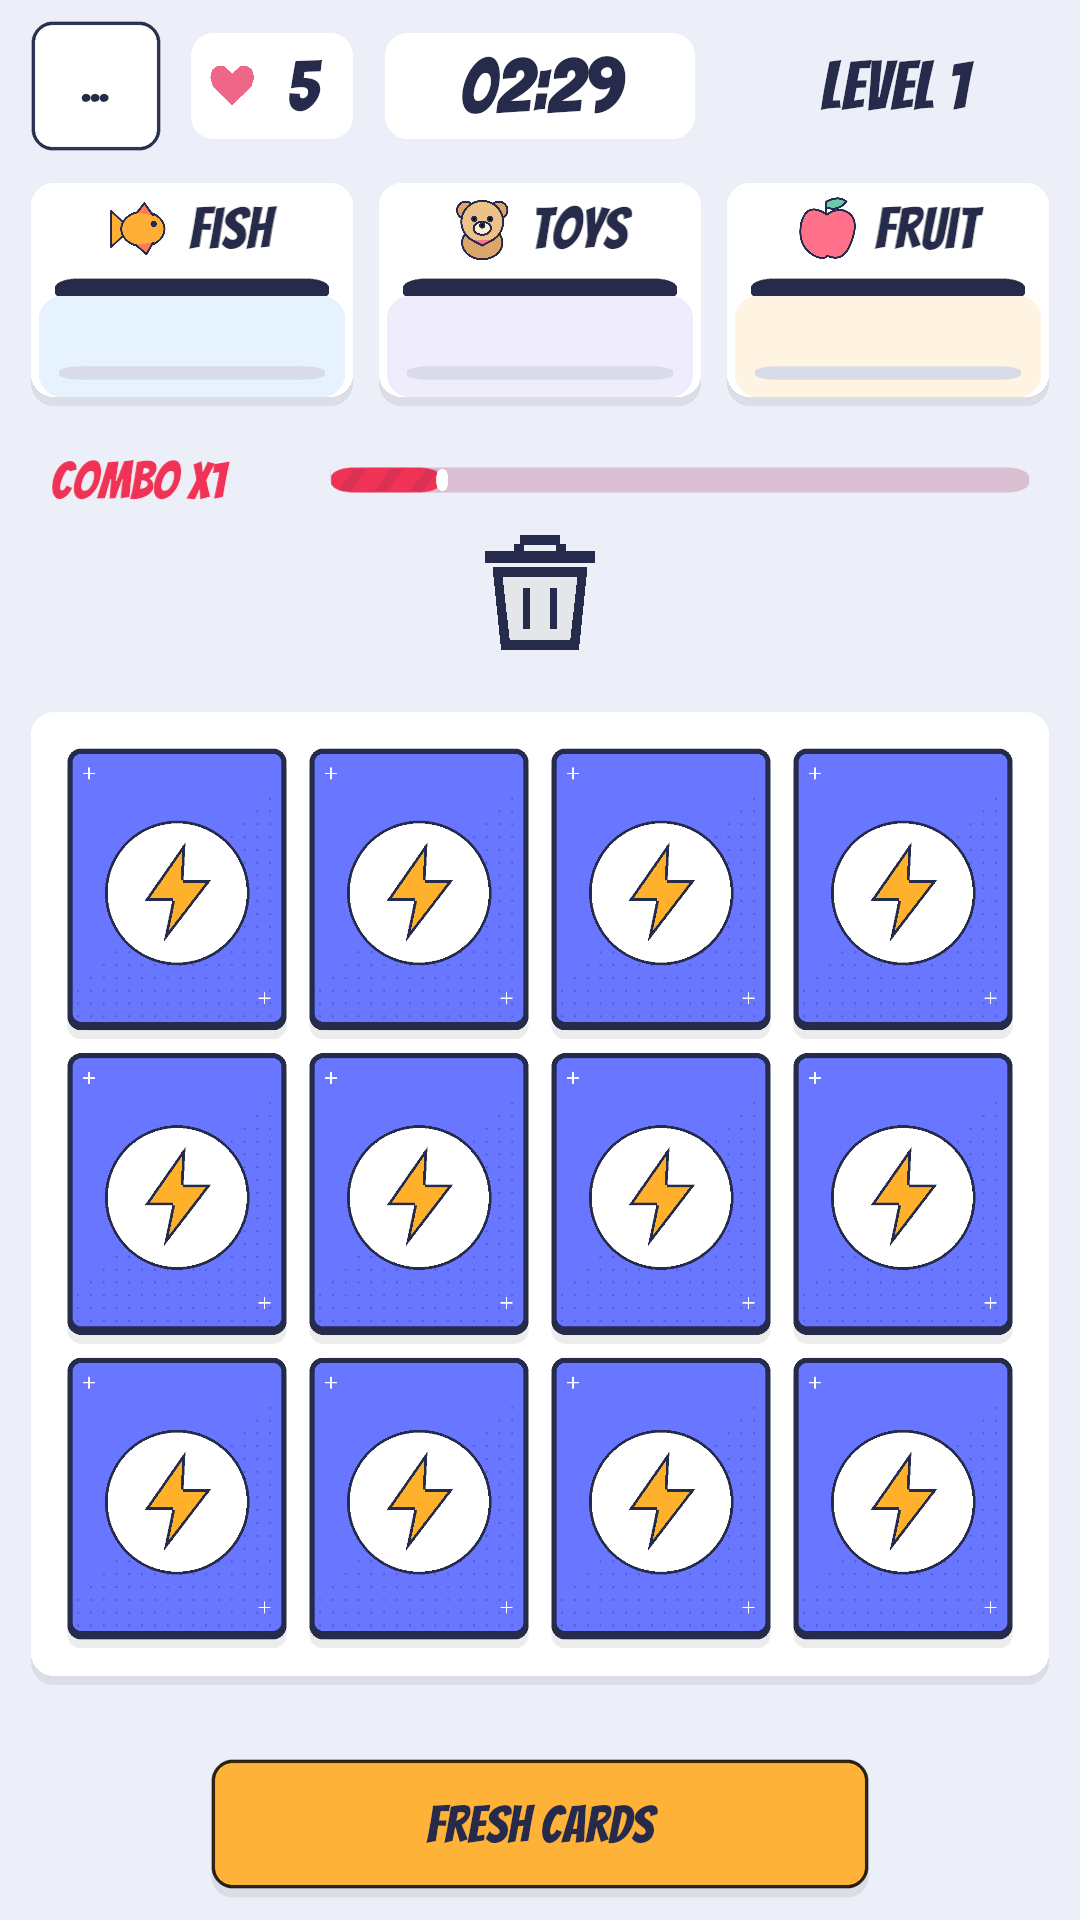 ...
5
02:29
LEVEL 1
FISH
TOYS
FRUIT
COMBO X1
FRESH CARDS